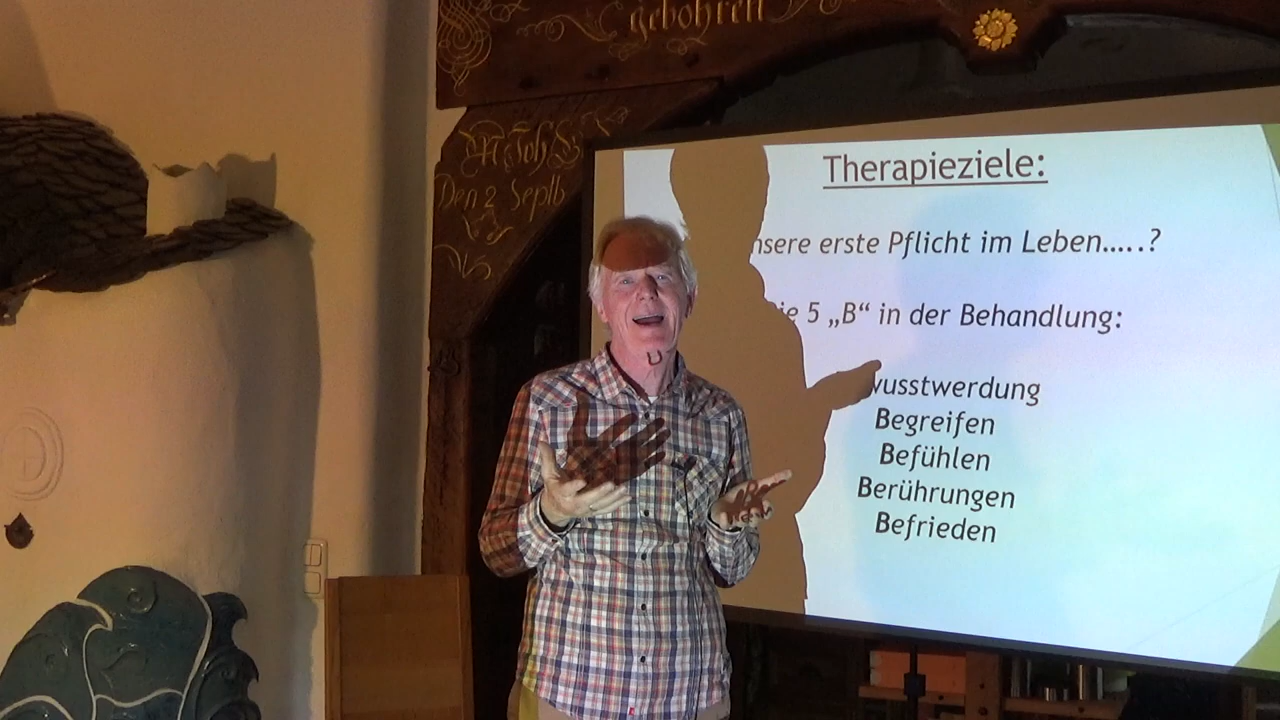 gebohren
Den 2 Septb
Therapieziele:
nsere erste Pflicht im Leben.....?
ie 5 „B“ in der Behandlung:
wusstwerdung
Begreifen
Befühlen
Berührungen
Befrieden